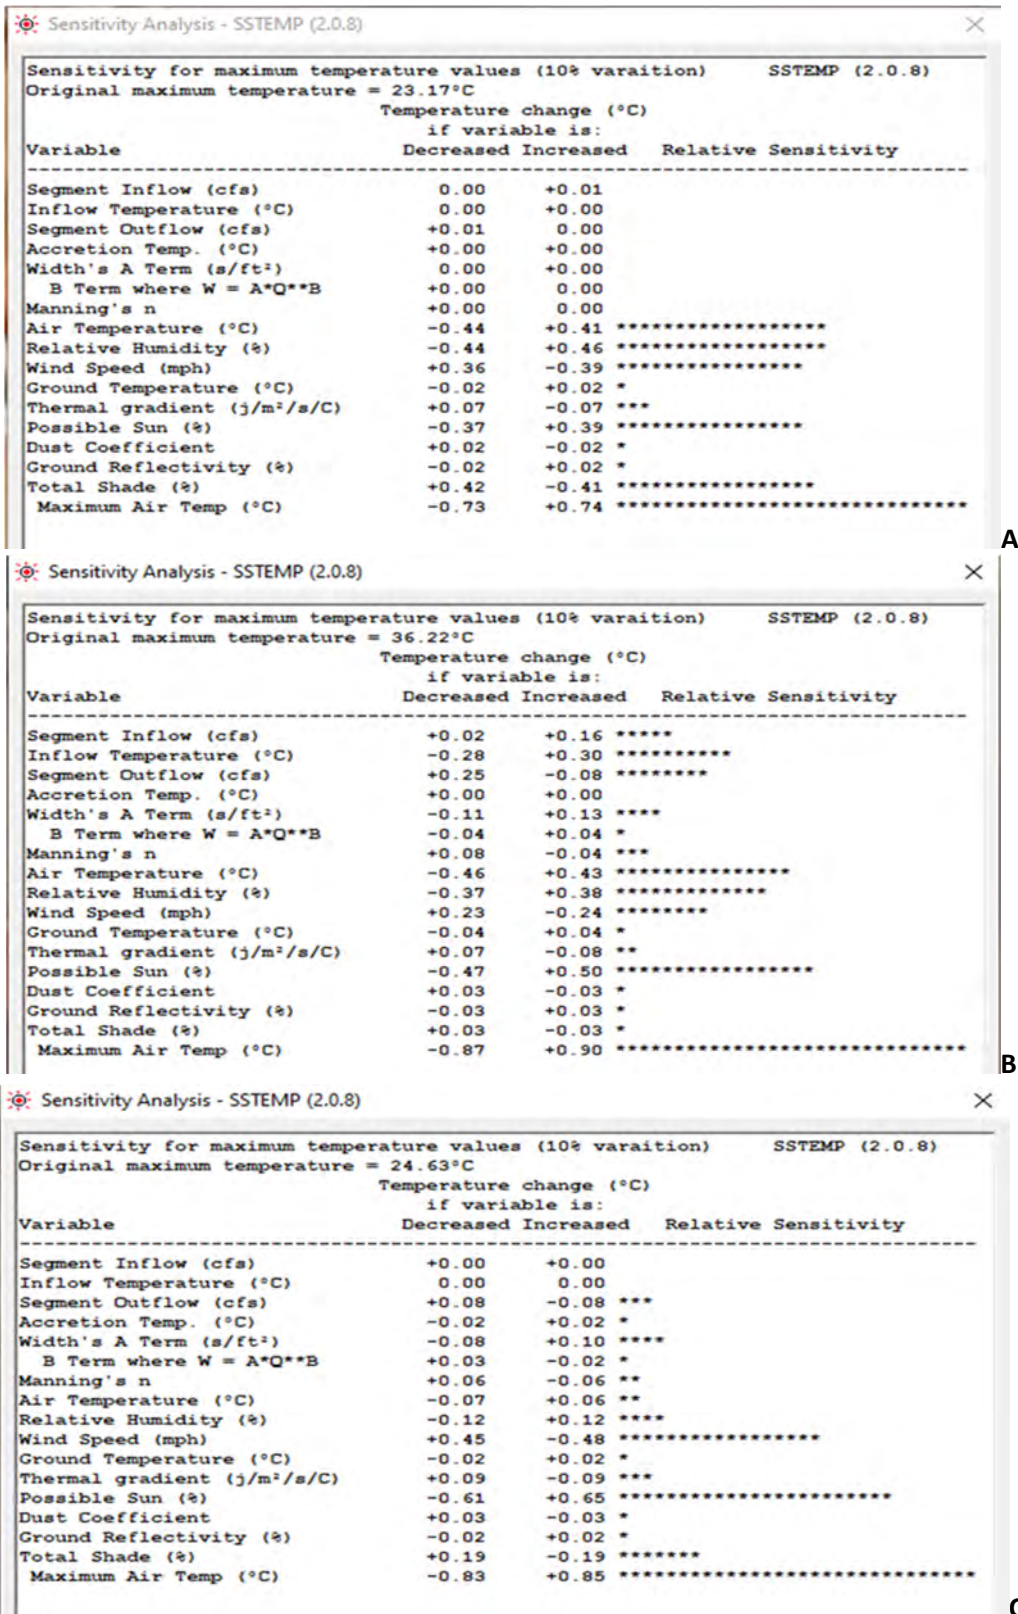 Sensitivity Analysis - SSTEMP (2.0.8)
Sensitivity for maximum temperature values (10% varaition) SSTEMP (2.0.8)
Original maximum temperature = 23.17°C
Temperature change (°C)
if variable is:
Variable Decreased Increased Relative Sensitivity
Segment Inflow (cfs) 0.00 +0.01
Inflow Temperature (°C) 0.00 +0.00
Segment Outflow (cfs) +0.01 0.00
Accretion Temp. (°C) +0.00 +0.00
Width's A Term (s/ft²) 0.00 +0.00
B Term where W = A*Q**B +0.00 0.00
Manning's n +0.00 0.00
Air Temperature (°C) -0.44 +0.41 ******************
Relative Humidity (%) -0.44 +0.46 ******************
Wind Speed (mph) +0.36 -0.39 ****************
Ground Temperature (°C) -0.02 +0.02 *
Thermal gradient (j/m²/s/C) +0.07 -0.07 ***
Possible Sun (%) -0.37 +0.39 ****************
Dust Coefficient +0.02 -0.02 *
Ground Reflectivity (%) -0.02 +0.02 *
Total Shade (%) +0.42 -0.41 *****************
Maximum Air Temp (°C) -0.73 +0.74 ******************************
A
Sensitivity Analysis - SSTEMP (2.0.8)
Sensitivity for maximum temperature values (10% varaition) SSTEMP (2.0.8)
Original maximum temperature = 36.22°C
Temperature change (°C)
if variable is:
Variable Decreased Increased Relative Sensitivity
Segment Inflow (cfs) +0.02 +0.16 *****
Inflow Temperature (°C) -0.28 +0.30 **********
Segment Outflow (cfs) +0.25 -0.08 ********
Accretion Temp. (°C) +0.00 +0.00
Width's A Term (s/ft²) -0.11 +0.13 ****
B Term where W = A*Q**B -0.04 +0.04 *
Manning's n +0.08 -0.04 ***
Air Temperature (°C) -0.46 +0.43 ***************
Relative Humidity (%) -0.37 +0.38 *************
Wind Speed (mph) +0.23 -0.24 ********
Ground Temperature (°C) -0.04 +0.04 *
Thermal gradient (j/m²/s/C) +0.07 -0.08 **
Possible Sun (%) -0.47 +0.50 *****************
Dust Coefficient +0.03 -0.03 *
Ground Reflectivity (%) -0.03 +0.03 *
Total Shade (%) +0.03 -0.03 *
Maximum Air Temp (°C) -0.87 +0.90 ******************************
B
Sensitivity Analysis - SSTEMP (2.0.8)
Sensitivity for maximum temperature values (10% varaition) SSTEMP (2.0.8)
Original maximum temperature = 24.63°C
Temperature change (°C)
if variable is:
Variable Decreased Increased Relative Sensitivity
Segment Inflow (cfs) +0.00 +0.00
Inflow Temperature (°C) 0.00 0.00
Segment Outflow (cfs) +0.08 -0.08 ***
Accretion Temp. (°C) -0.02 +0.02 *
Width's A Term (s/ft²) -0.08 +0.10 ****
B Term where W = A*Q**B +0.03 -0.02 *
Manning's n +0.06 -0.06 **
Air Temperature (°C) -0.07 +0.06 **
Relative Humidity (%) -0.12 +0.12 ****
Wind Speed (mph) +0.45 -0.48 *****************
Ground Temperature (°C) -0.02 +0.02 *
Thermal gradient (j/m²/s/C) +0.09 -0.09 ***
Possible Sun (%) -0.61 +0.65 ***********************
Dust Coefficient +0.03 -0.03 *
Ground Reflectivity (%) -0.02 +0.02 *
Total Shade (%) +0.19 -0.19 *******
Maximum Air Temp (°C) -0.83 +0.85 ******************************